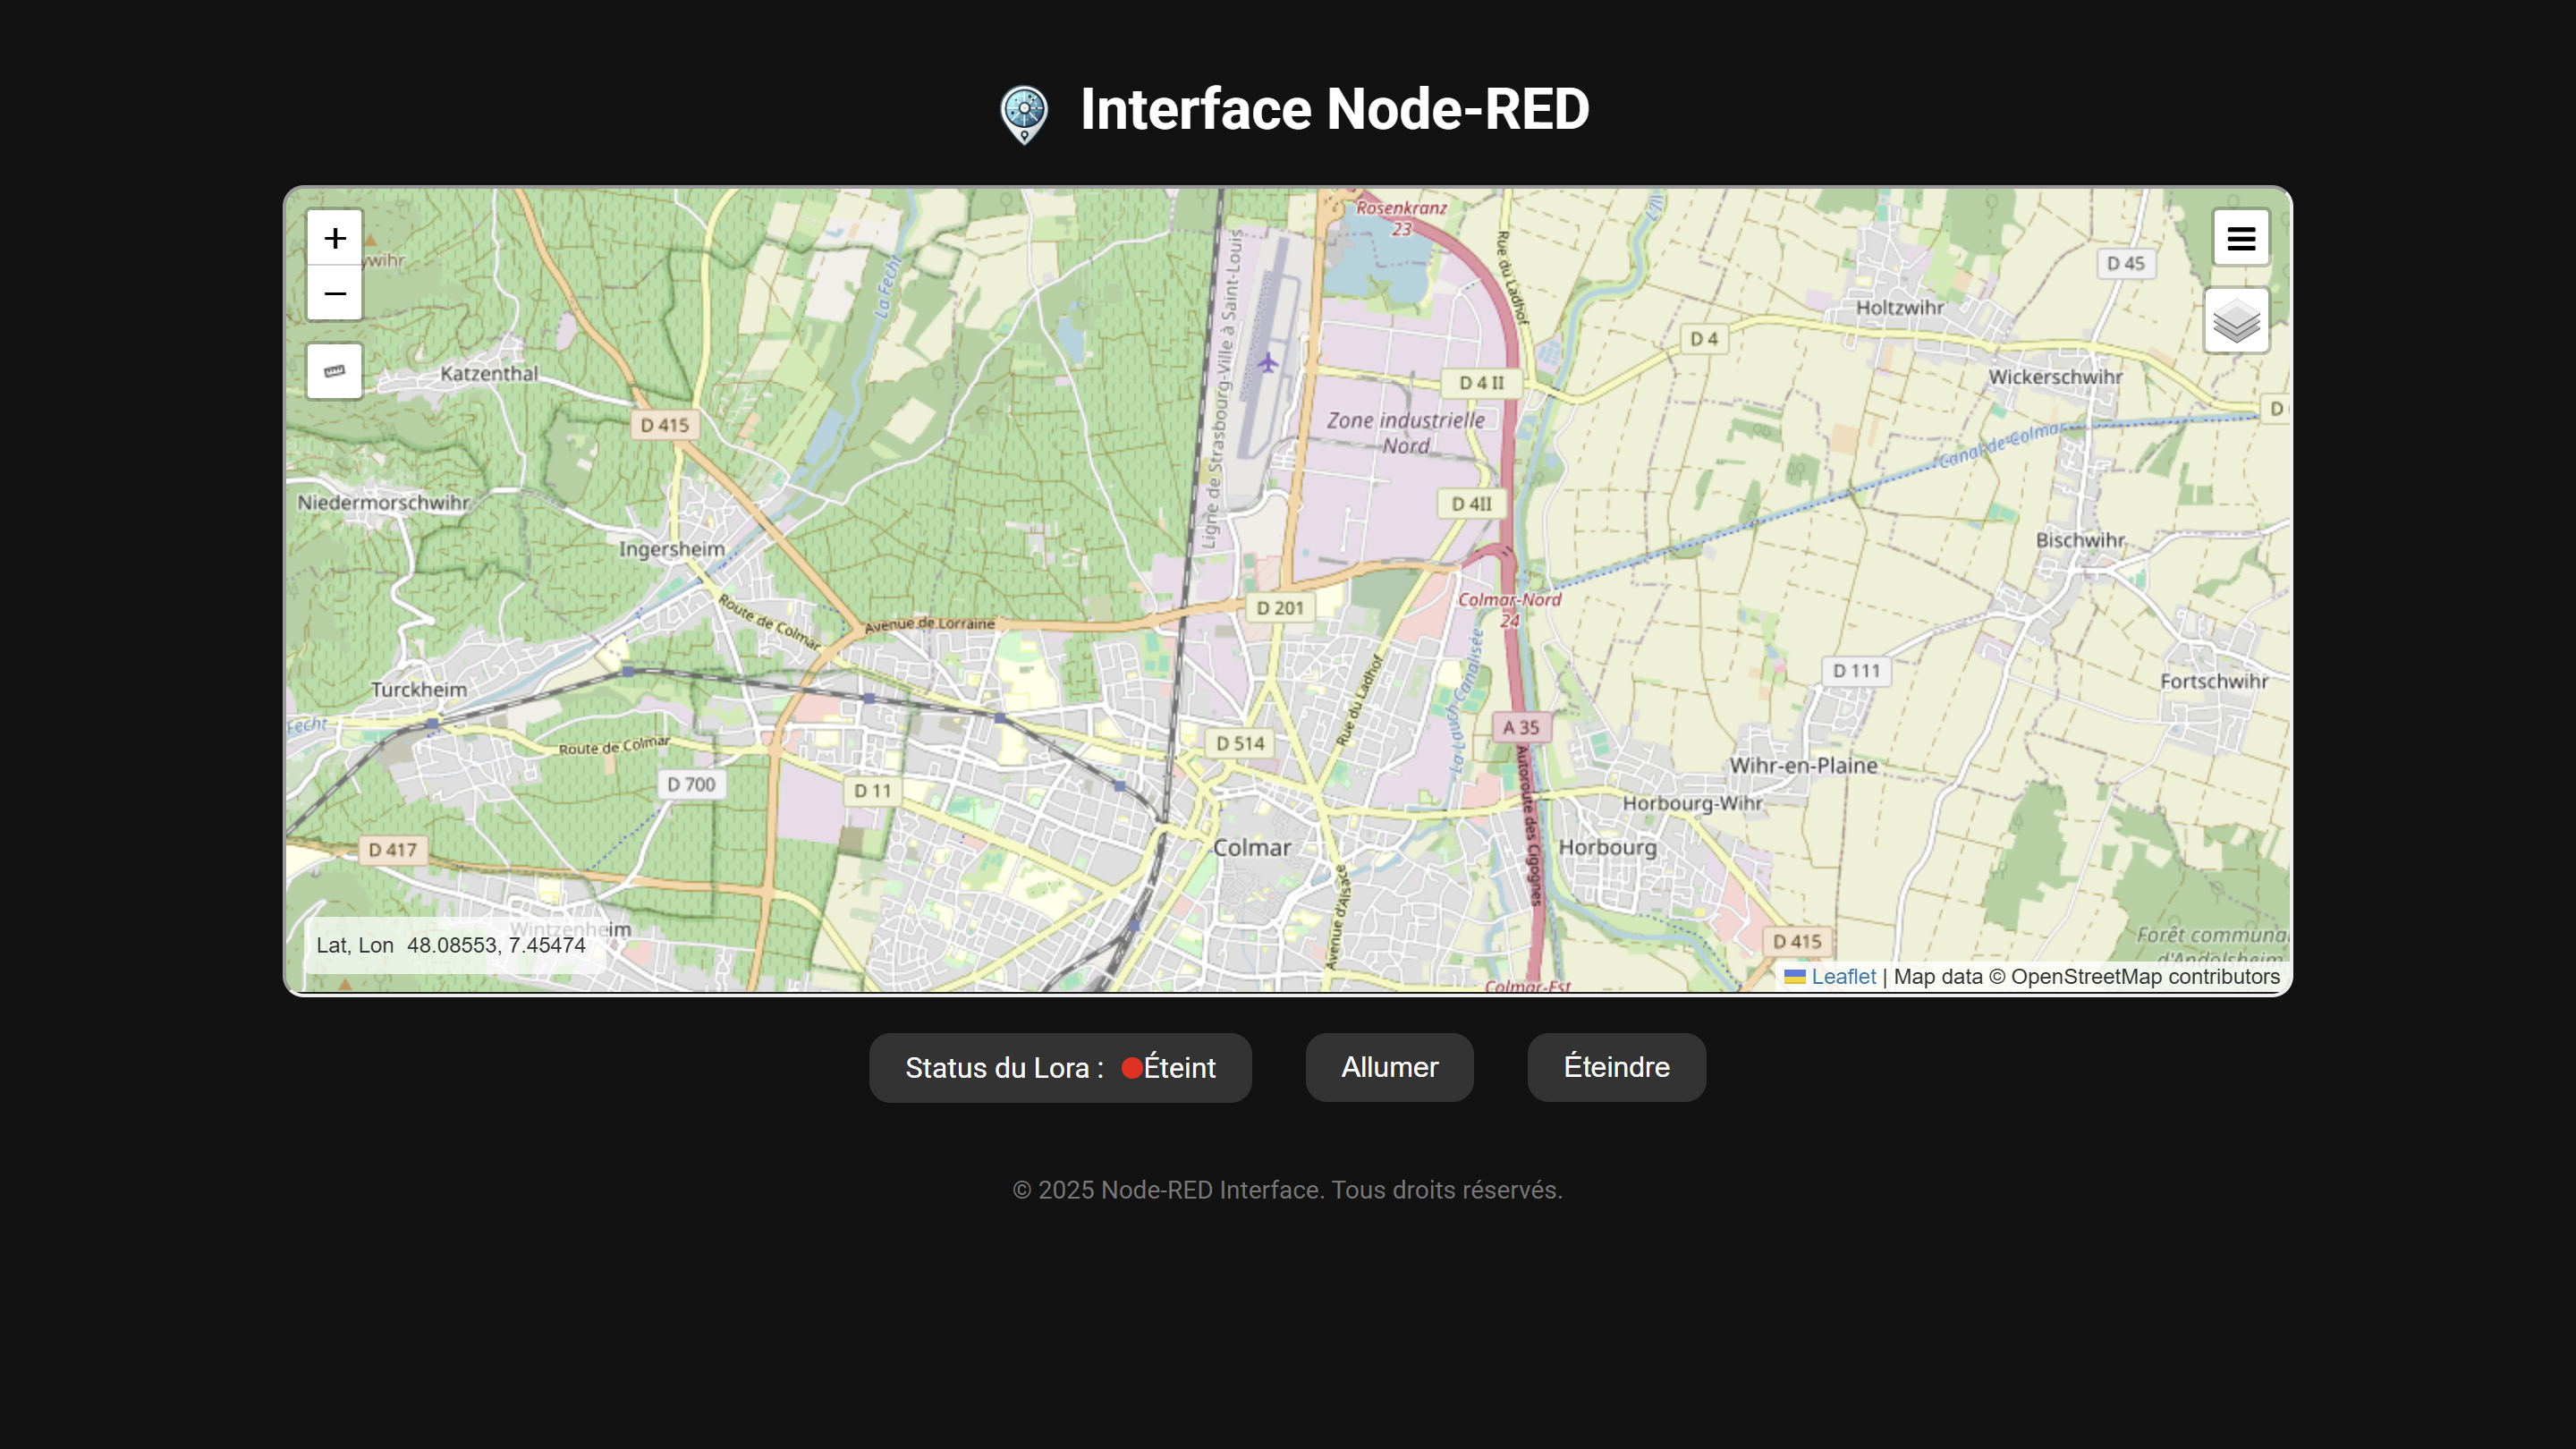 Interface Node-RED
+
−
Rosenkranz
23
Rue du Ladhof
La Fecht
Ligne de Strasbourg-Ville à Saint-Louis
D 45
Holtzwihr
D 4
Katzenthal
D 4 II
Wickerschwihr
D 415
Zone industrielle
Nord
Canal de Colmar
Niedermorschwihr
D 4II
Ingersheim
Bischwihr
Route de Colmar
Avenue de Lorraine
D 201
Colmar-Nord
24
La Lauch Canalisée
Rue du Ladhof
D 111
Turckheim
Fortschwihr
Fecht
Route de Colmar
D 514
A 35
Autoroute des Cigognes
D 700
D 11
Wihr-en-Plaine
Horbourg-Wihr
D 417
Colmar
Horbourg
Avenue d'Alsace
Wintzenheim
Lat, Lon 48.08553, 7.45474
D 415
Forêt communal
d'Andolsheim
Colmar-Est
Leaflet | Map data © OpenStreetMap contributors
Status du Lora : Éteint
Allumer
Éteindre
© 2025 Node-RED Interface. Tous droits réservés.